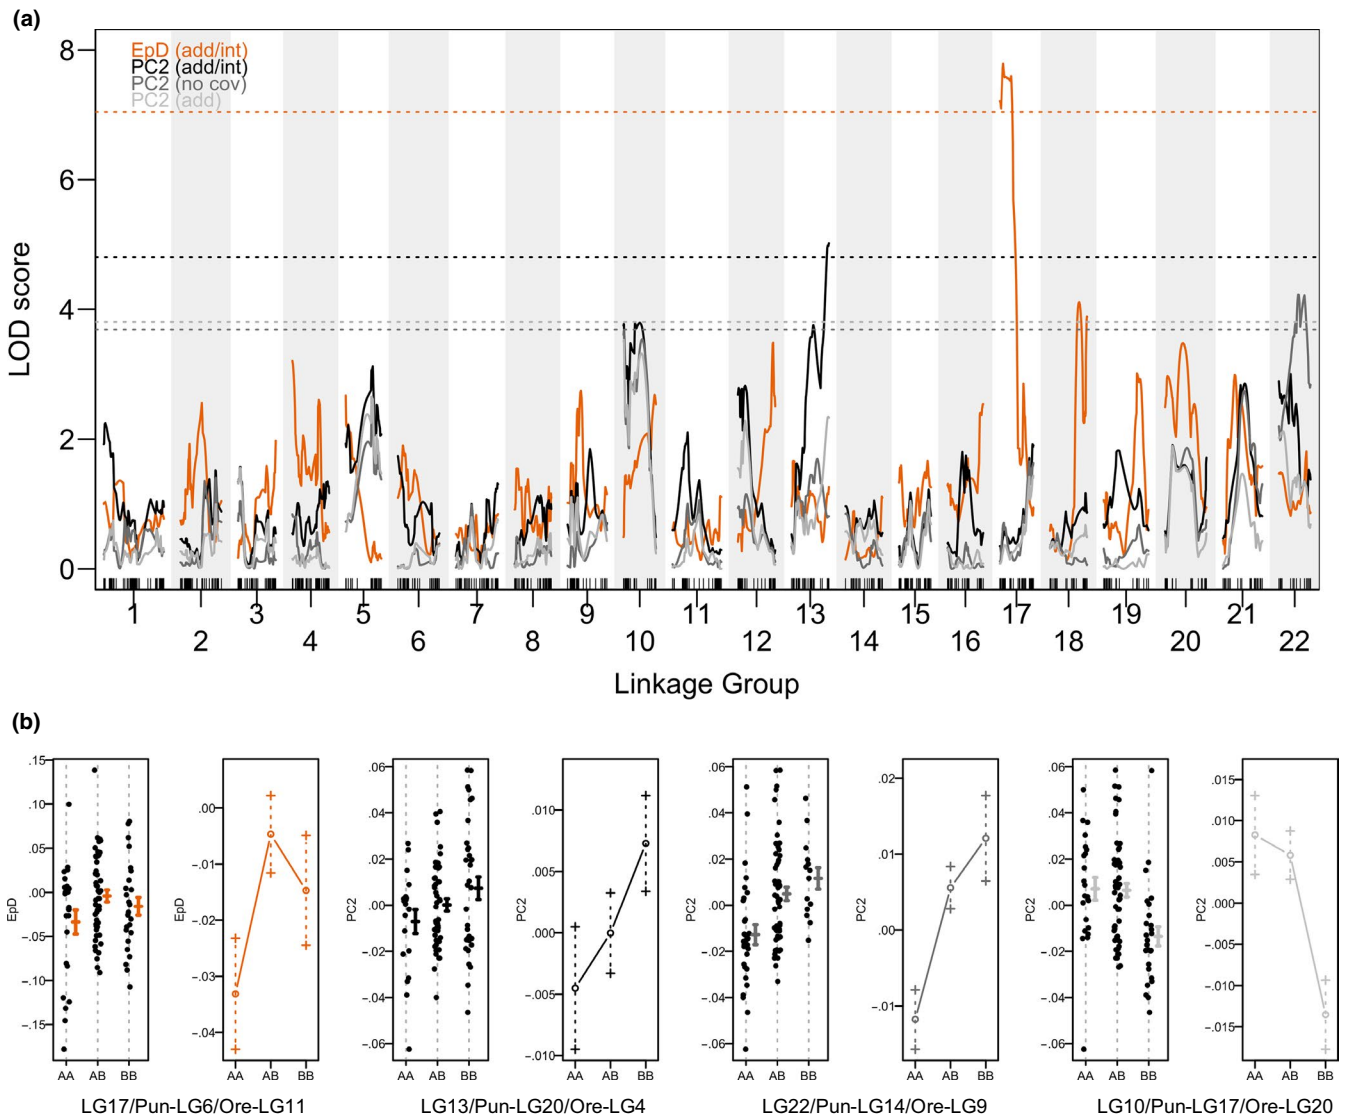 (a)
EpD (add/int)
PC2 (add/int)
PC2 (no cov)
PC2 (add)
8
6
4
2
0
LOD score
1 3 5 7 9 11 13 15 17 19 21
2 4 6 8 10 12 14 16 18 20 22
Linkage Group
(b)
.15
.10
.05
.00
−.05
−.10
−.15
EpD
AA AB BB
.00
−.01
−.02
−.03
−.04
EpD
AA AB BB
LG17/Pun-LG6/Ore-LG11
.06
.04
.02
.00
−.02
−.04
−.06
PC2
AA AB BB
.010
.005
.000
−.005
−.010
PC2
AA AB BB
LG13/Pun-LG20/Ore-LG4
.06
.04
.02
.00
−.02
−.04
−.06
PC2
AA AB BB
.02
.01
.00
−.01
PC2
AA AB BB
LG22/Pun-LG14/Ore-LG9
.06
.04
.02
.00
−.02
−.04
−.06
PC2
AA AB BB
.015
.010
.005
.000
−.005
−.010
−.015
PC2
AA AB BB
LG10/Pun-LG17/Ore-LG20